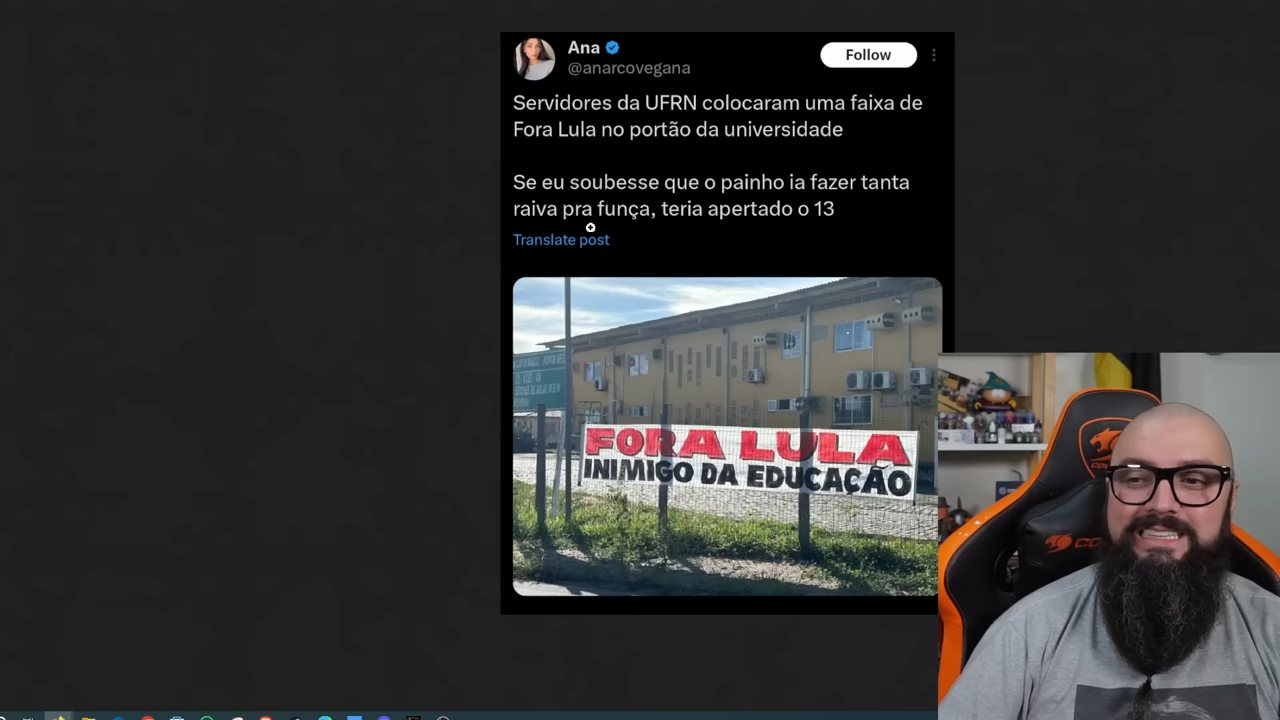 Ana
Follow
@anarcovegana
Servidores da UFRN colocaram uma faixa de
Fora Lula no portão da universidade
Se eu soubesse que o painho ia fazer tanta
raiva pra funça, teria apertado o 13
Translate post
FORA LULA
INIMIGO DA EDUCAÇÃO